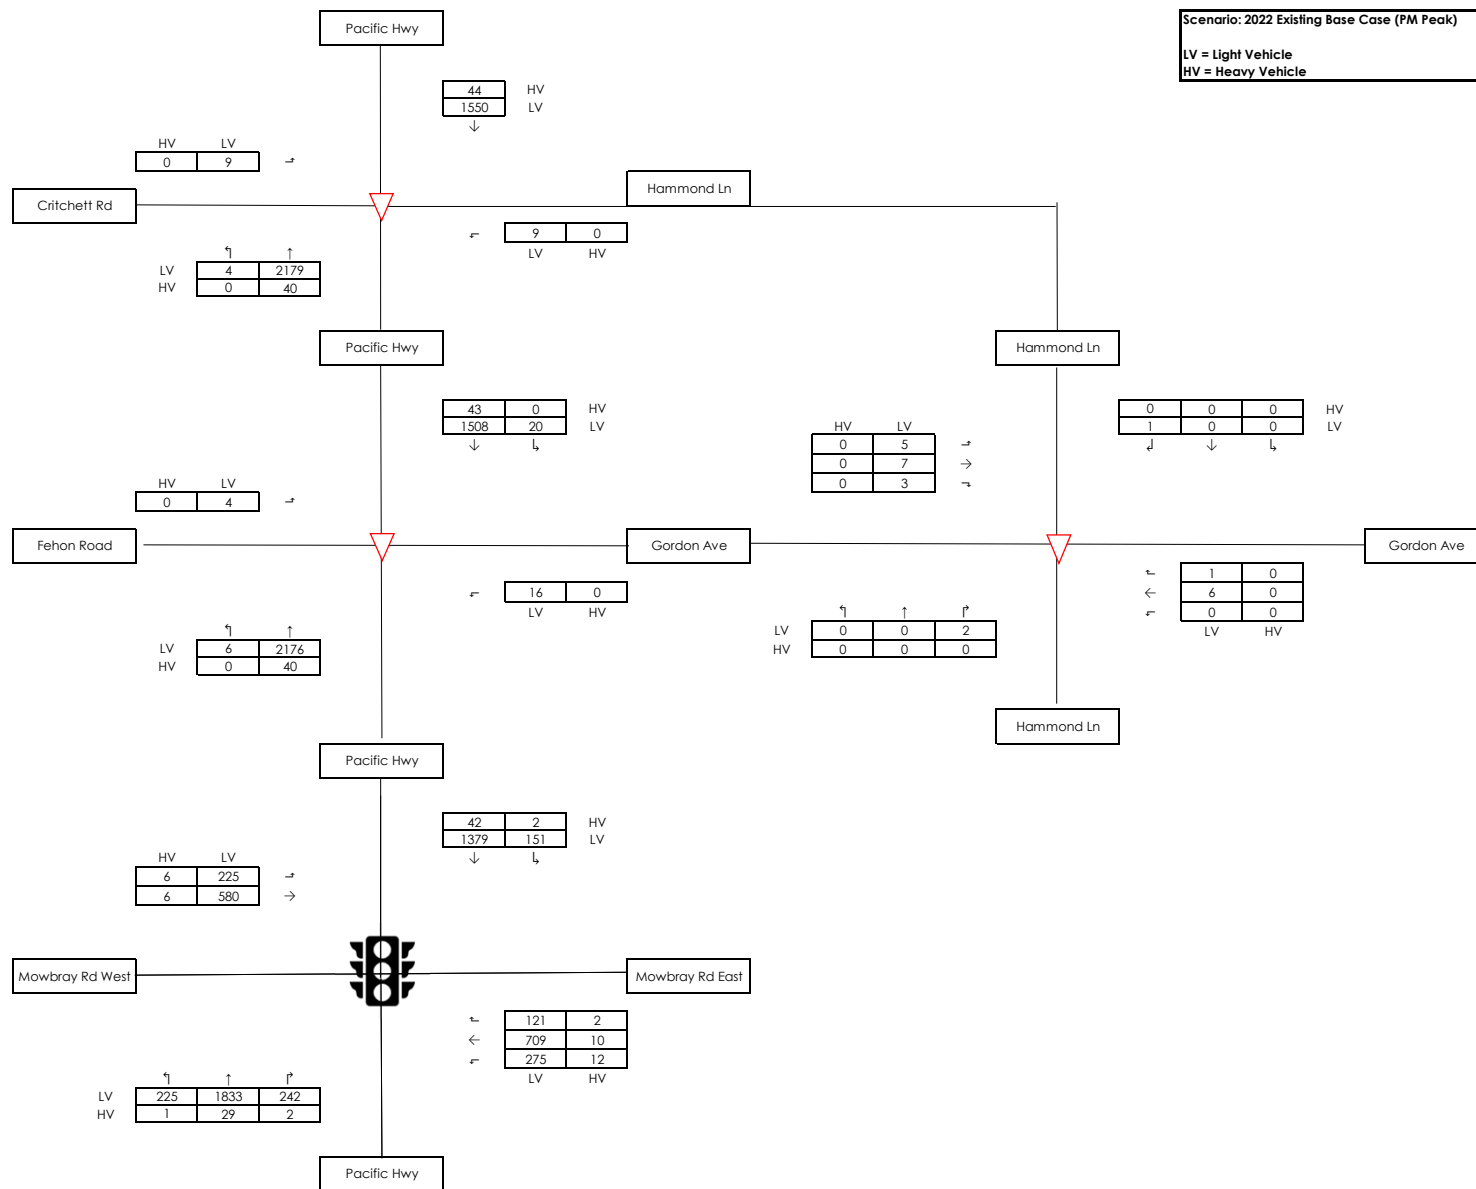 Pacific Hwy
Scenario: 2022 Existing Base Case (PM Peak)
LV = Light Vehicle
HV = Heavy Vehicle
44 HV
1550 LV
↓
HV LV
0 9 ⬏
Critchett Rd
Hammond Ln
⬐ 9 0
LV HV
↰ ↑
LV 4 2179
HV 0 40
Pacific Hwy
Hammond Ln
43 0 HV
1508 20 LV
↓ ↳
0 0 0 HV
1 0 0 LV
↲ ↓ ↳
HV LV
0 5 ⬏
0 7 →
0 3 ⬎
HV LV
0 4 ⬏
Fehon Road
Gordon Ave
Gordon Ave
⬑ 1 0
← 6 0
⬐ 0 0
LV HV
⬐ 16 0
LV HV
↰ ↑ ↱
LV 0 0 2
HV 0 0 0
↰ ↑
LV 6 2176
HV 0 40
Hammond Ln
Pacific Hwy
42 2 HV
1379 151 LV
↓ ↳
HV LV
6 225 ⬏
6 580 →
Mowbray Rd West
Mowbray Rd East
⬑ 121 2
← 709 10
⬐ 275 12
LV HV
↰ ↑ ↱
LV 225 1833 242
HV 1 29 2
Pacific Hwy